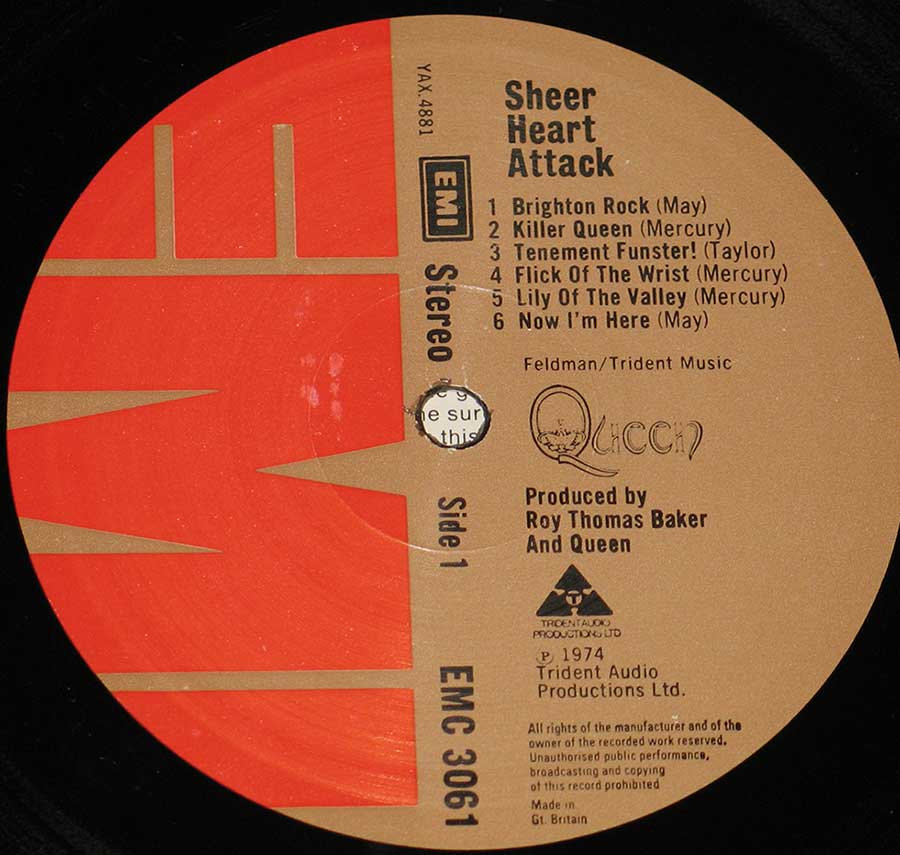 YAX.4881
EMI
Stereo
Side 1
EMC 3061
Sheer
Heart
Attack
1 Brighton Rock (May)
2 Killer Queen (Mercury)
3 Tenement Funster! (Taylor)
4 Flick Of The Wrist (Mercury)
5 Lily Of The Valley (Mercury)
6 Now I'm Here (May)
Feldman/Trident Music
Queen
Produced by
Roy Thomas Baker
And Queen
T
TRIDENT AUDIO
PRODUCTIONS LTD
℗ 1974
Trident Audio
Productions Ltd.
All rights of the manufacturer and of the
owner of the recorded work reserved.
Unauthorised public performance,
broadcasting and copying
of this record prohibited
Made in
Gt. Britain
EMI
sur
this